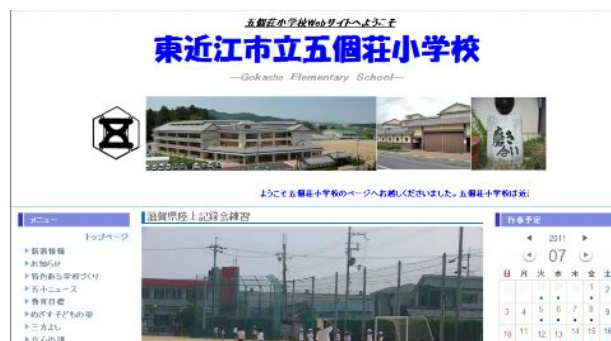 五個荘小学校Webサイトへようこそ
東近江市立五個荘小学校
—Gokasho Elementary School—
ようこそ五個荘小学校のページへお越しくださいました。五個荘小学校は近
メニュー
トップページ
新着情報
お知らせ
特色ある学校づくり
五小ニュース
教育目標
めざす子どもの姿
三方よし
滋賀県陸上記録会練習
行事予定
2011
07
日 月 火 水 木 金 土
1 2
3 4 5 6 7 8 9
10 11 12 13 14 15 16